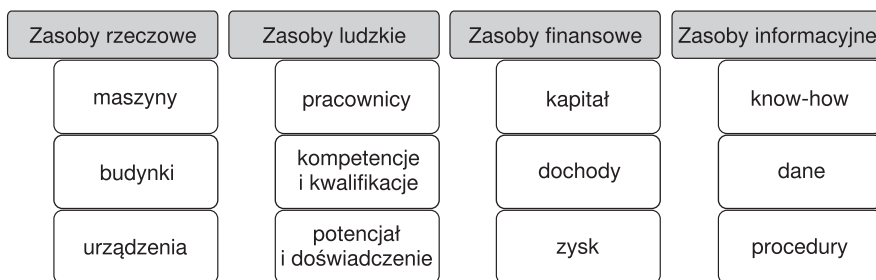 Zasoby rzeczowe
maszyny
budynki
urządzenia
Zasoby ludzkie
pracownicy
kompetencje
i kwalifikacje
potencjał
i doświadczenie
Zasoby finansowe
kapitał
dochody
zysk
Zasoby informacyjne
know-how
dane
procedury